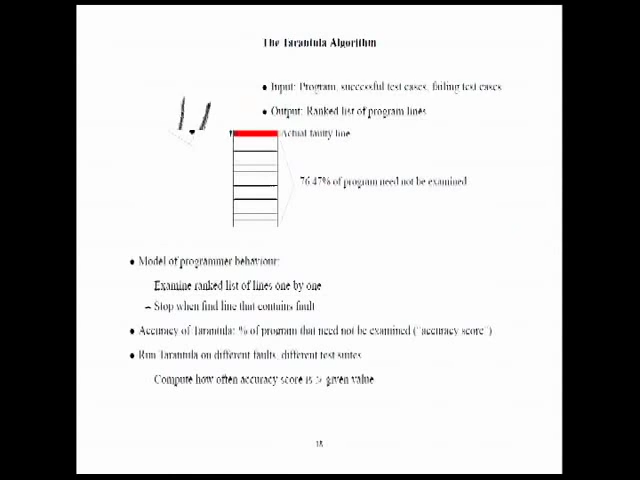 The Tarantula Algorithm
● Input: Program, successful test cases, failing test cases
● Output: Ranked list of program lines
Actual faulty line
76.47% of program need not be examined
● Model of programmer behaviour:
Examine ranked list of lines one by one
– Stop when find line that contains fault
● Accuracy of Tarantula: % of program that need not be examined ("accuracy score")
● Run Tarantula on different faults, different test suites
Compute how often accuracy score is > given value
18